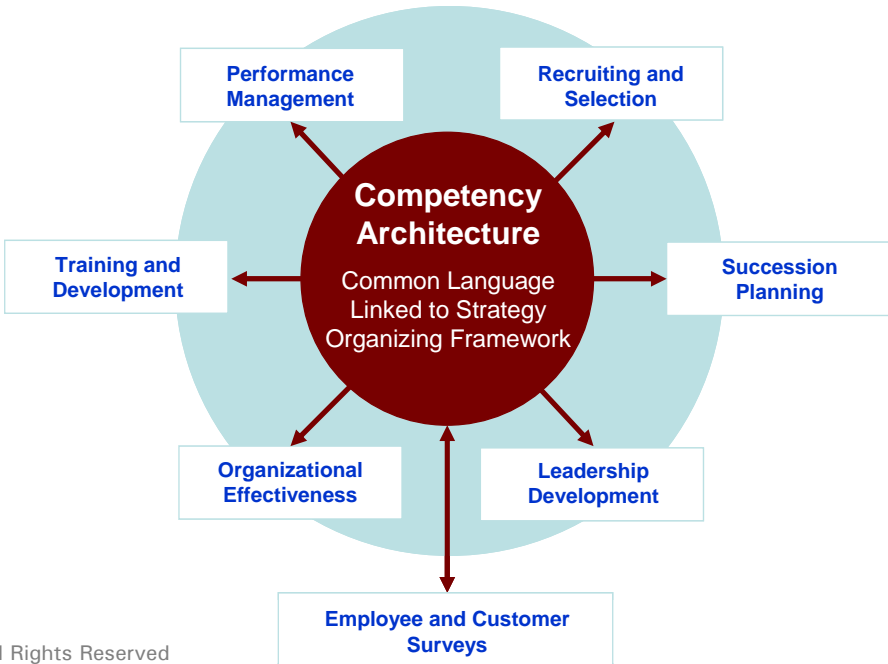 Performance
Management
Recruiting and
Selection
Competency
Architecture
Common Language
Linked to Strategy
Organizing Framework
Training and
Development
Succession
Planning
Organizational
Effectiveness
Leadership
Development
Employee and Customer
Surveys
Rights Reserved